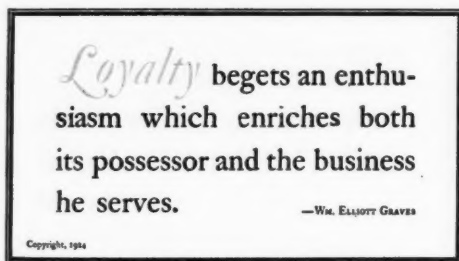 Loyalty begets an enthu-
siasm which enriches both
its possessor and the business
he serves.
—WM. ELLIOTT GRAVES
Copyright, 1924